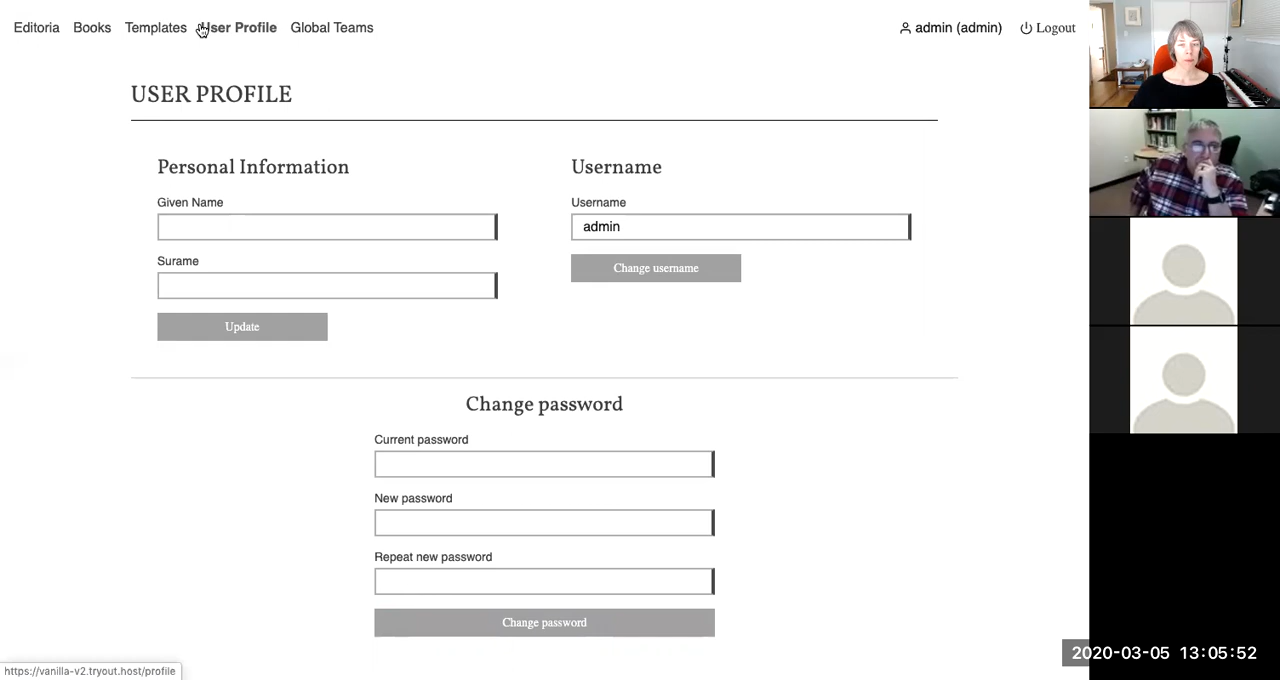 Editoria Books Templates User Profile Global Teams admin (admin) Logout
USER PROFILE
Personal Information
Given Name
Surame
Update
Username
Username
admin
Change username
Change password
Current password
New password
Repeat new password
Change password
https://vanilla-v2.tryout.host/profile
2020-03-05 13:05:52